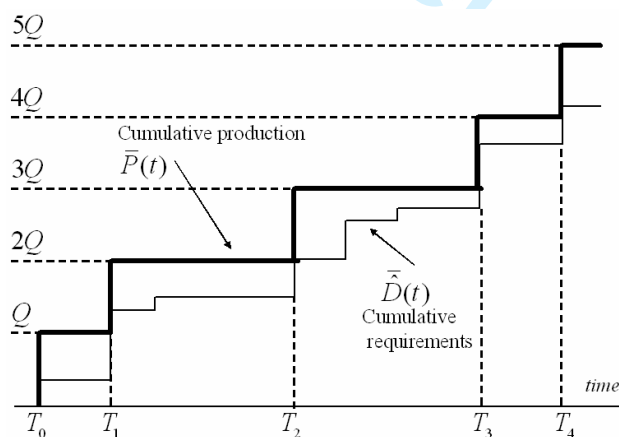 5Q
4Q
Cumulative production
P̄(t)
3Q
2Q
D̂̄(t)
Cumulative
requirements
Q
time
T₀ T₁ T₂ T₃ T₄